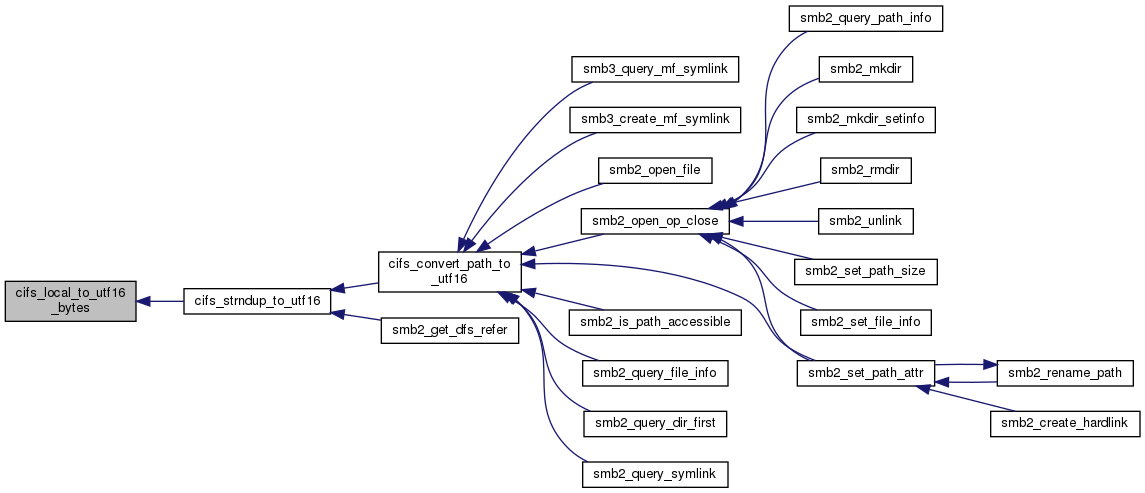 smb2_query_path_info
smb3_query_mf_symlink
smb2_mkdir
smb3_create_mf_symlink
smb2_mkdir_setinfo
smb2_open_file
smb2_rmdir
smb2_open_op_close
smb2_unlink
cifs_convert_path_to
_utf16
smb2_set_path_size
cifs_local_to_utf16
_bytes
cifs_strndup_to_utf16
smb2_is_path_accessible
smb2_set_file_info
smb2_get_dfs_refer
smb2_query_file_info
smb2_set_path_attr
smb2_rename_path
smb2_query_dir_first
smb2_create_hardlink
smb2_query_symlink